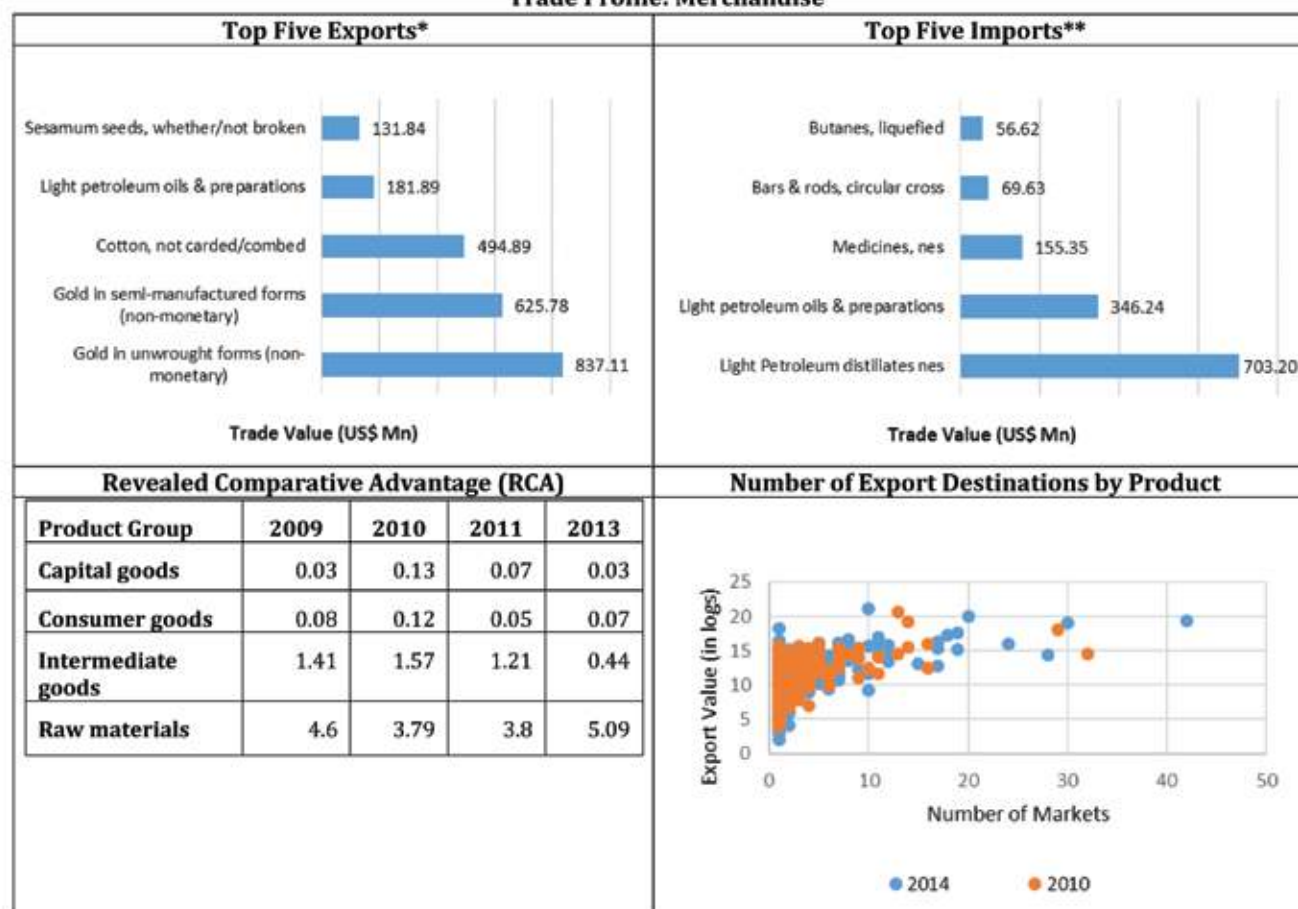 Trade Profile: Merchandise
Top Five Exports*
Sesamum seeds, whether/not broken 131.84
Light petroleum oils & preparations 181.89
Cotton, not carded/combed 494.89
Gold in semi-manufactured forms
(non-monetary) 625.78
Gold in unwrought forms (non-
monetary) 837.11
Trade Value (US$ Mn)
Top Five Imports**
Butanes, liquefied 56.62
Bars & rods, circular cross 69.63
Medicines, nes 155.35
Light petroleum oils & preparations 346.24
Light Petroleum distillates nes 703.20
Trade Value (US$ Mn)
Revealed Comparative Advantage (RCA)
Product Group 2009 2010 2011 2013
Capital goods 0.03 0.13 0.07 0.03
Consumer goods 0.08 0.12 0.05 0.07
Intermediate
goods 1.41 1.57 1.21 0.44
Raw materials 4.6 3.79 3.8 5.09
Number of Export Destinations by Product
Export Value (in logs)
25
20
15
10
5
0
0 10 20 30 40 50
Number of Markets
2014 2010